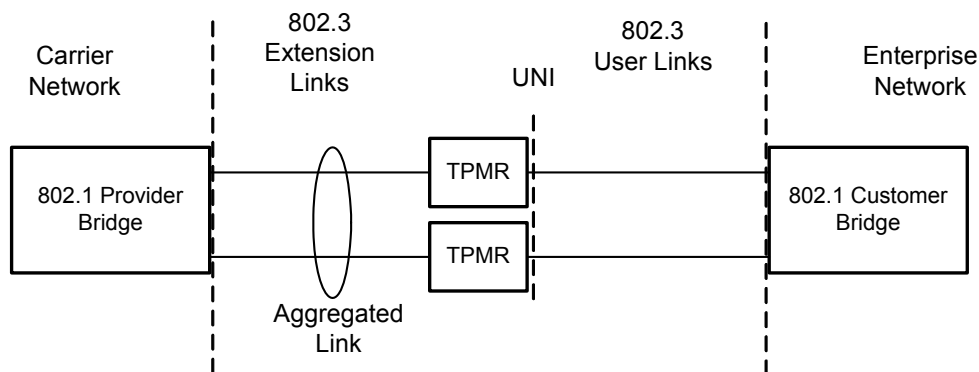 Carrier
Network
802.3
Extension
Links
UNI
802.3
User Links
Enterprise
Network
802.1 Provider
Bridge
TPMR
TPMR
802.1 Customer
Bridge
Aggregated
Link